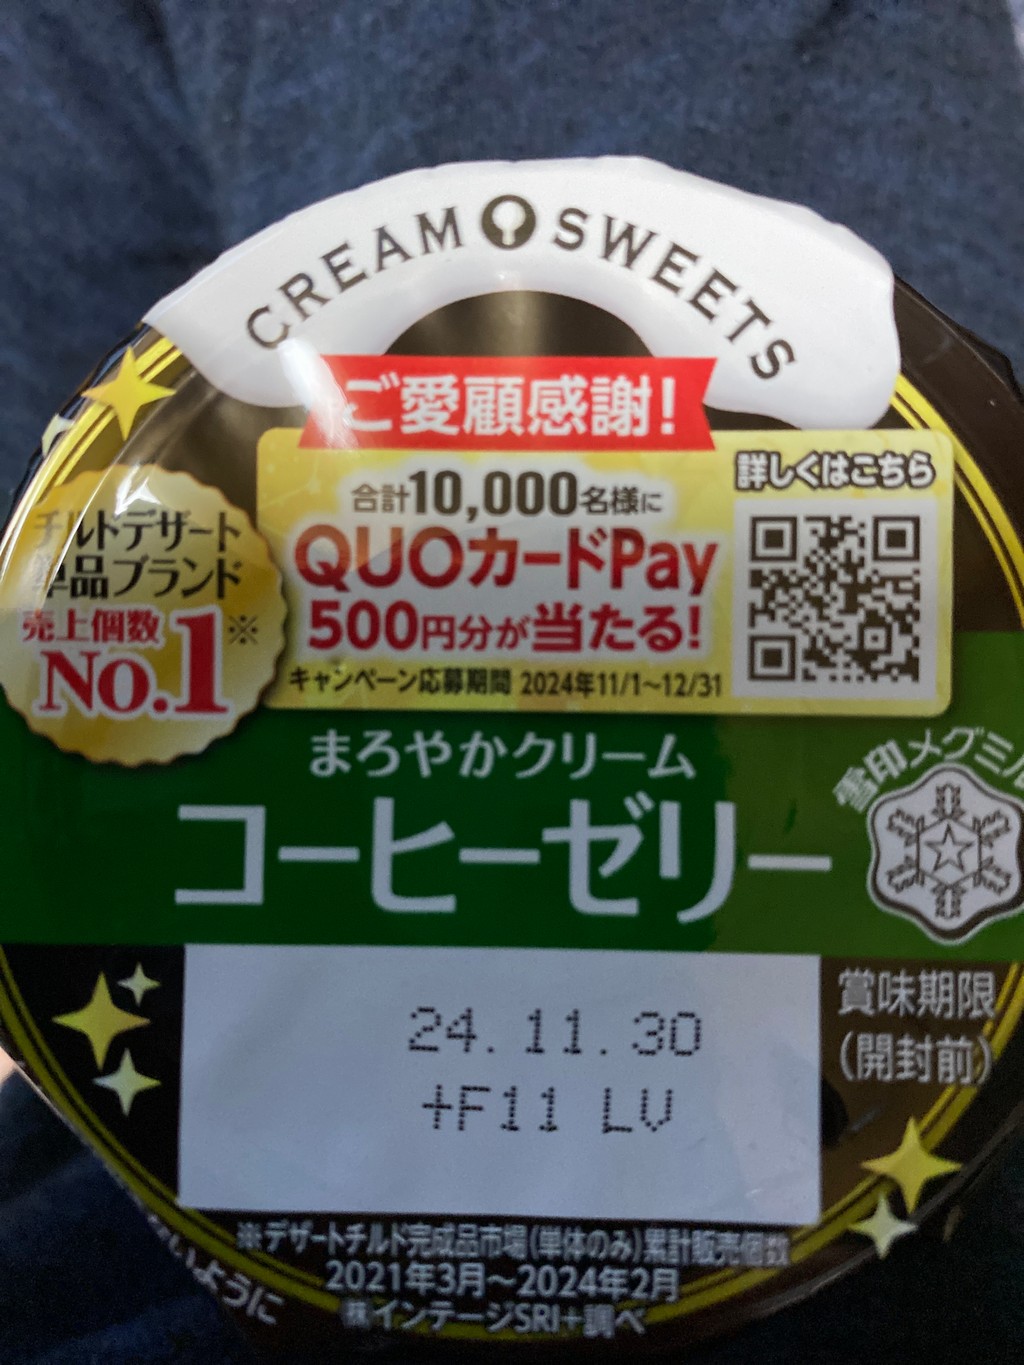 CREAM SWEETS
ご愛顧感謝!
合計10,000名様に
QUOカードPay
500円分が当たる!
キャンペーン応募期間 2024年11/1~12/31
詳しくはこちら
チルドデザート
単品ブランド
売上個数
No.1※
まろやかクリーム
コーヒーゼリー
雪印メグミル
24.11.30
+F11 LV
賞味期限
(開封前)
※デザートチルド完成品市場(単体のみ)累計販売個数
2021年3月~2024年2月
㈱インテージSRI+調べ
いように